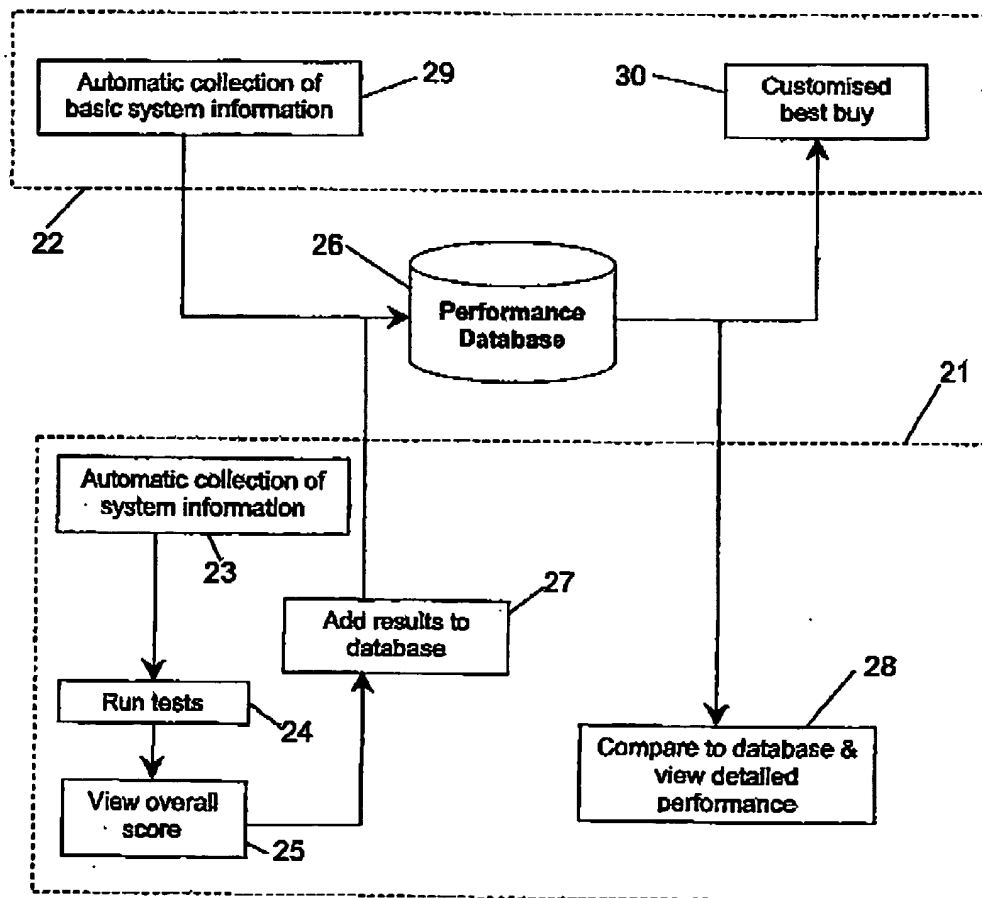 Automatic collection of
basic system information
29
30
Customised
best buy
22
26
Performance
Database
21
Automatic collection of
system information
23
27
Add results to
database
Run tests
24
28
Compare to database &
view detailed
performance
View overall
score
25